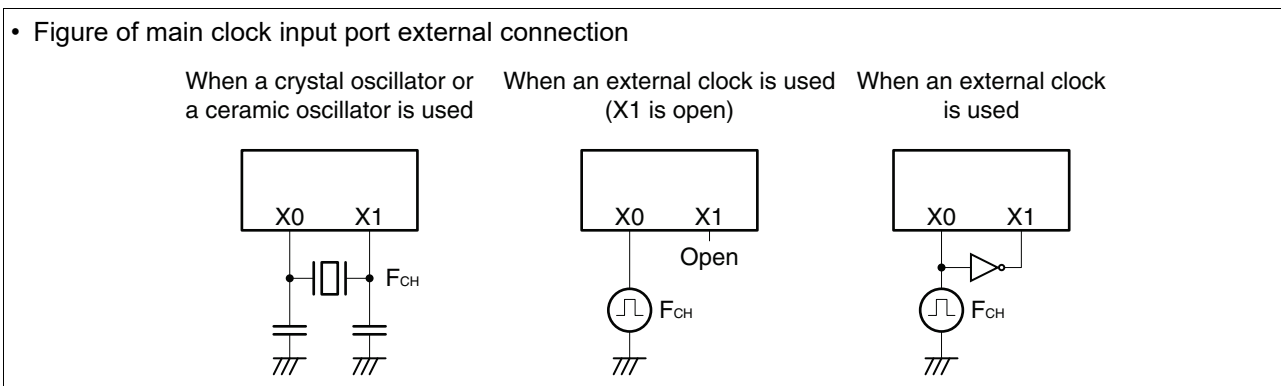 • Figure of main clock input port external connection
When a crystal oscillator or
a ceramic oscillator is used
When an external clock is used
(X1 is open)
When an external clock
is used
X0 X1
FCH
X0 X1
Open
FCH
X0 X1
FCH